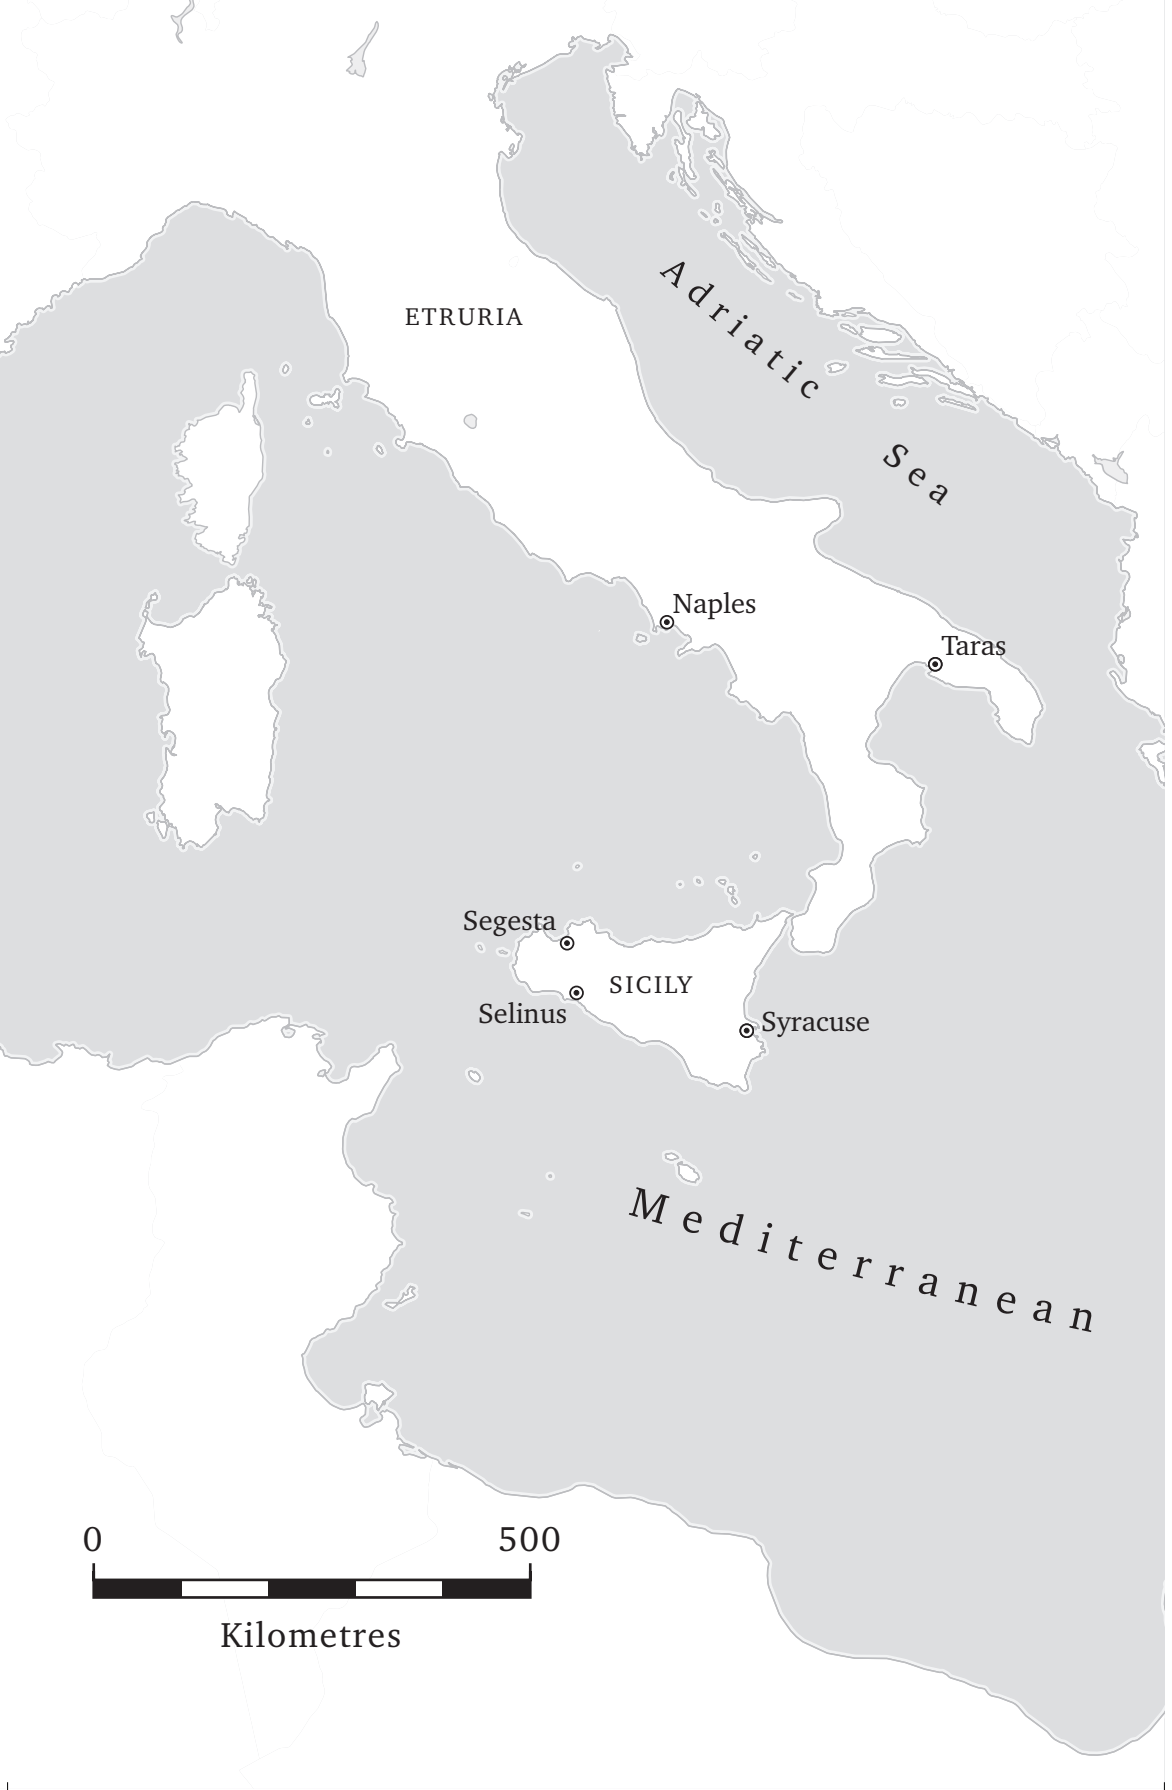 ETRURIA
Adriatic
Sea
Naples
Taras
Segesta
SICILY
Selinus
Syracuse
Mediterranean
0 500
Kilometres